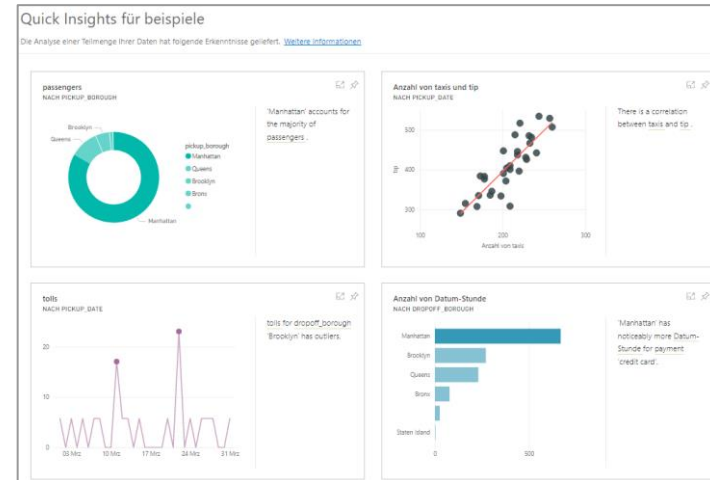 Quick Insights für beispiele
Die Analyse einer Teilmenge Ihrer Daten hat folgende Erkenntnisse geliefert. Weitere Informationen
passengers
NACH PICKUP_BOROUGH
Brooklyn
Queens
Manhattan
pickup_borough
Manhattan
Queens
Brooklyn
Bronx
'Manhattan' accounts for
the majority of
passengers .
Anzahl von taxis und tip
NACH PICKUP_DATE
tip
500
400
300
100 200 300
Anzahl von taxis
There is a correlation
between taxis and tip .
tolls
NACH PICKUP_DATE
20
10
0
03 Mrz 10 Mrz 17 Mrz 24 Mrz 31 Mrz
tolls for dropoff_borough
'Brooklyn' has outliers.
Anzahl von Datum-Stunde
NACH DROPOFF_BOROUGH
Manhattan
Brooklyn
Queens
Bronx
Staten Island
0 500
'Manhattan' has
noticeably more Datum-
Stunde for payment
'credit card'.